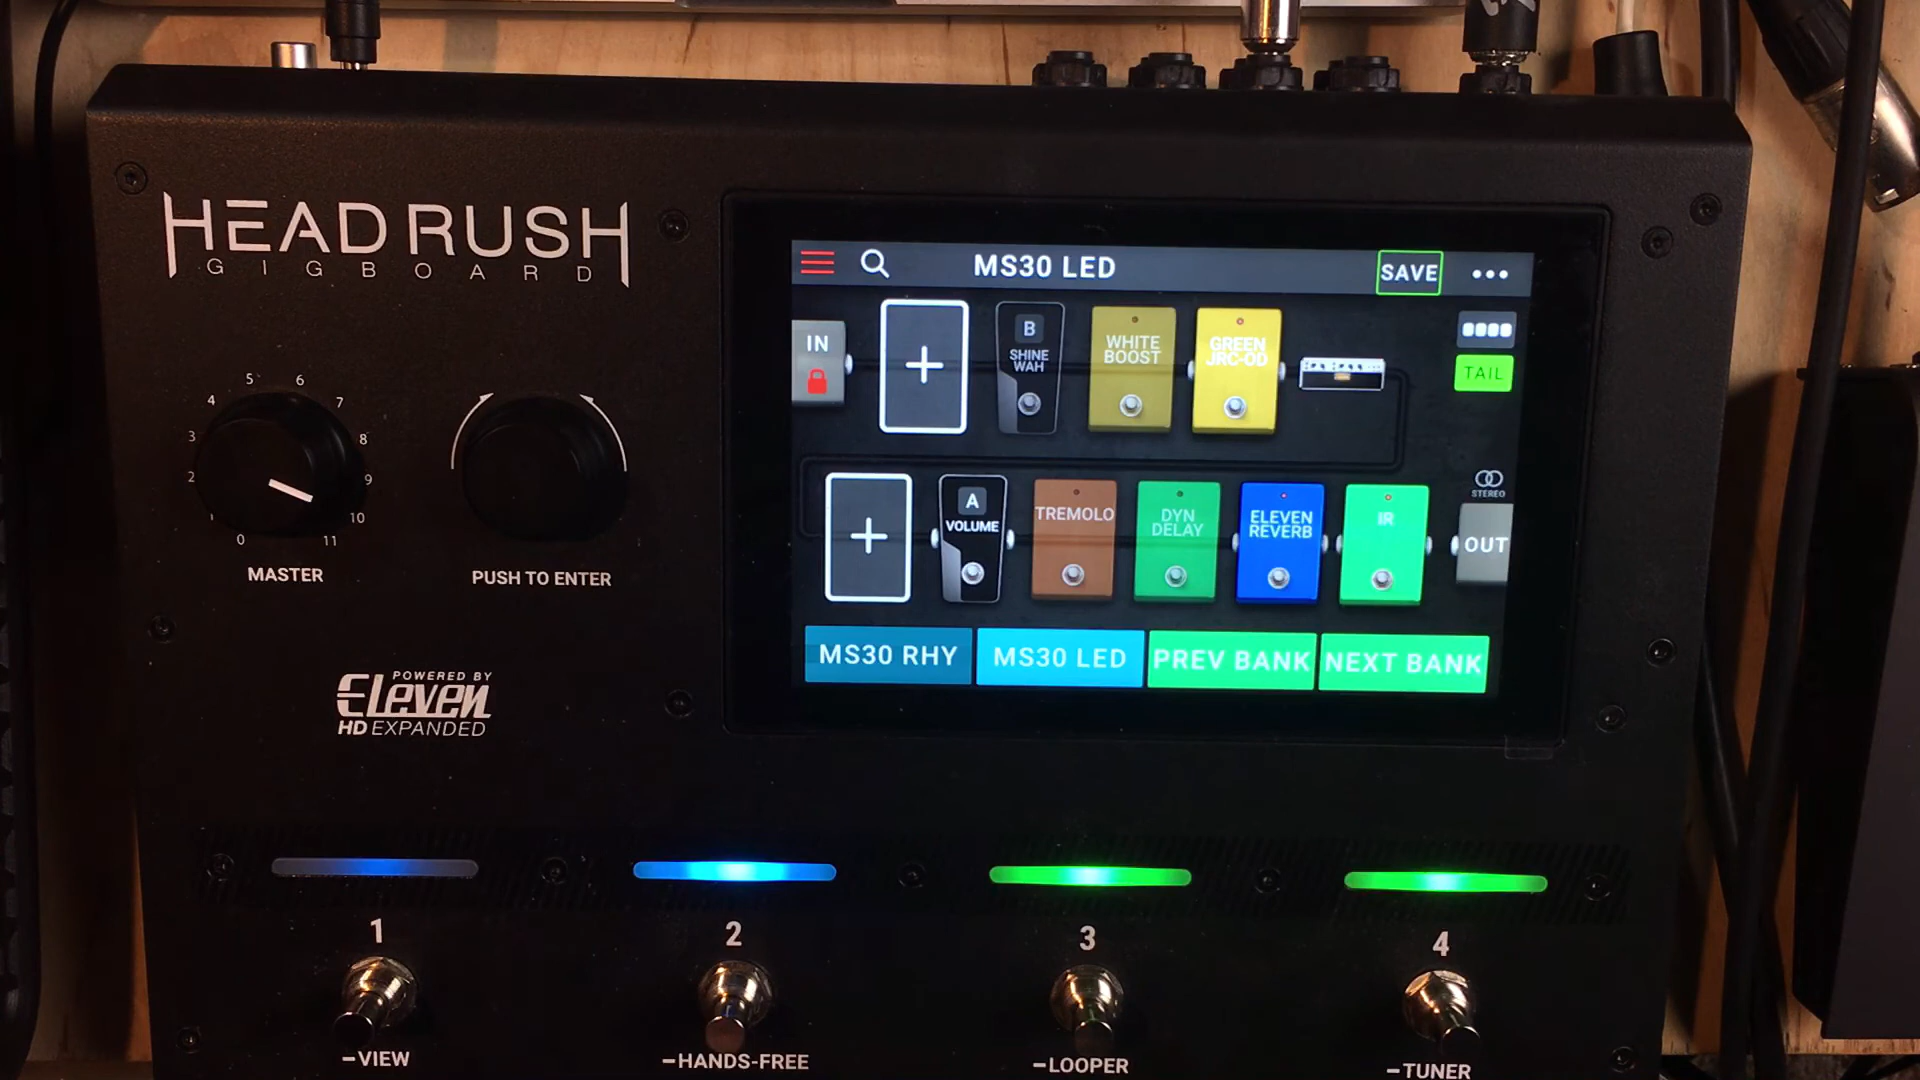 HEADRUSH
GIGBOARD
MS30 LED
SAVE
IN
B
SHINE
WAH
WHITE
BOOST
GREEN
JRC-OD
TAIL
A
VOLUME
TREMOLO
DYN
DELAY
ELEVEN
REVERB
IR
STEREO
OUT
MS30 RHY
MS30 LED
PREV BANK
NEXT BANK
0 1 2 3 4 5 6 7 8 9 10 11
MASTER
PUSH TO ENTER
POWERED BY
ELEVEN
HD EXPANDED
1
2
3
4
–VIEW
–HANDS-FREE
–LOOPER
–TUNER